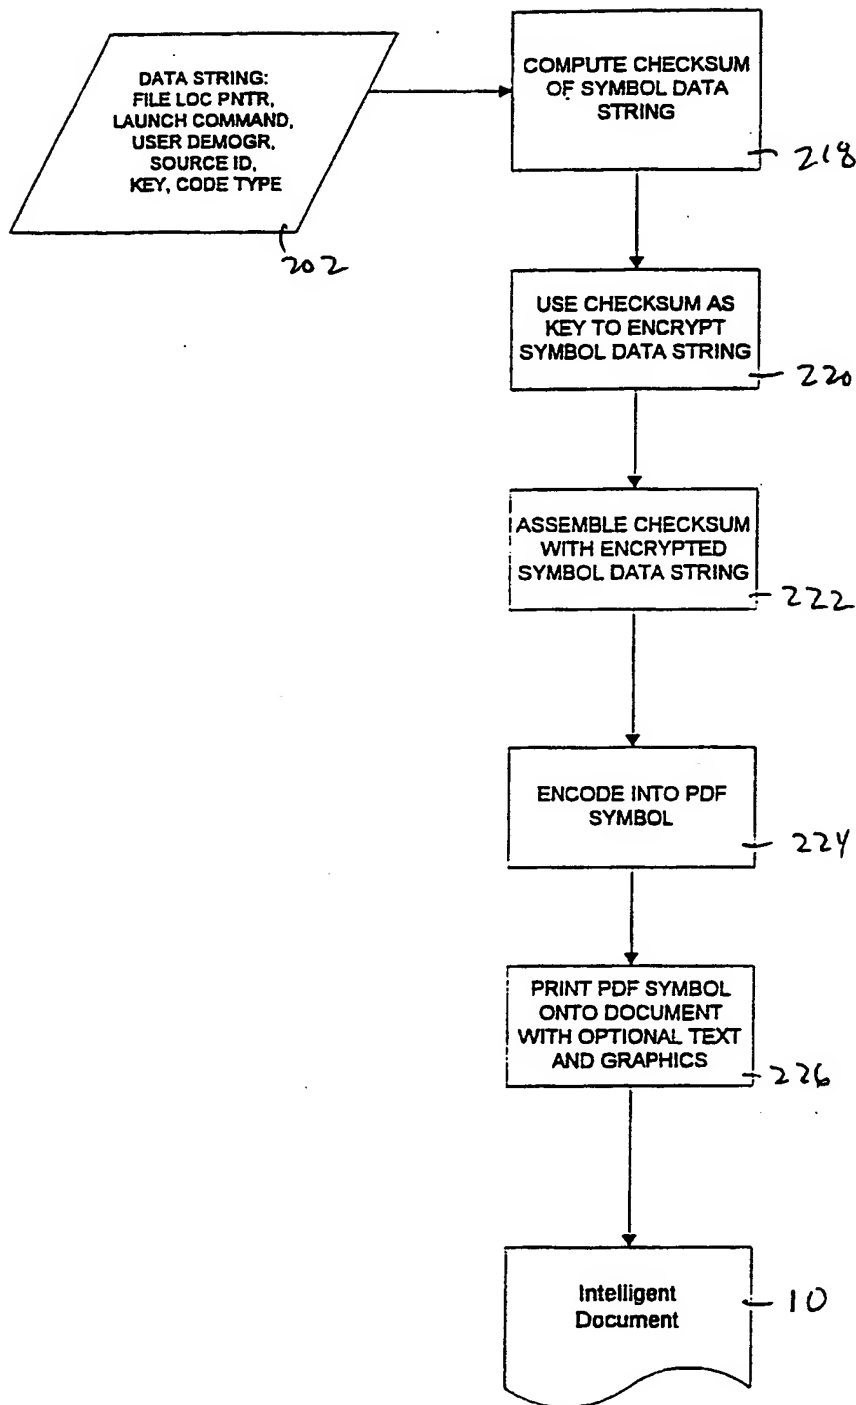 DATA STRING:
FILE LOC PNTR,
LAUNCH COMMAND,
USER DEMOGR,
SOURCE ID,
KEY, CODE TYPE
202
COMPUTE CHECKSUM
OF SYMBOL DATA
STRING
218
USE CHECKSUM AS
KEY TO ENCRYPT
SYMBOL DATA STRING
220
ASSEMBLE CHECKSUM
WITH ENCRYPTED
SYMBOL DATA STRING
222
ENCODE INTO PDF
SYMBOL
224
PRINT PDF SYMBOL
ONTO DOCUMENT
WITH OPTIONAL TEXT
AND GRAPHICS
226
Intelligent
Document
10